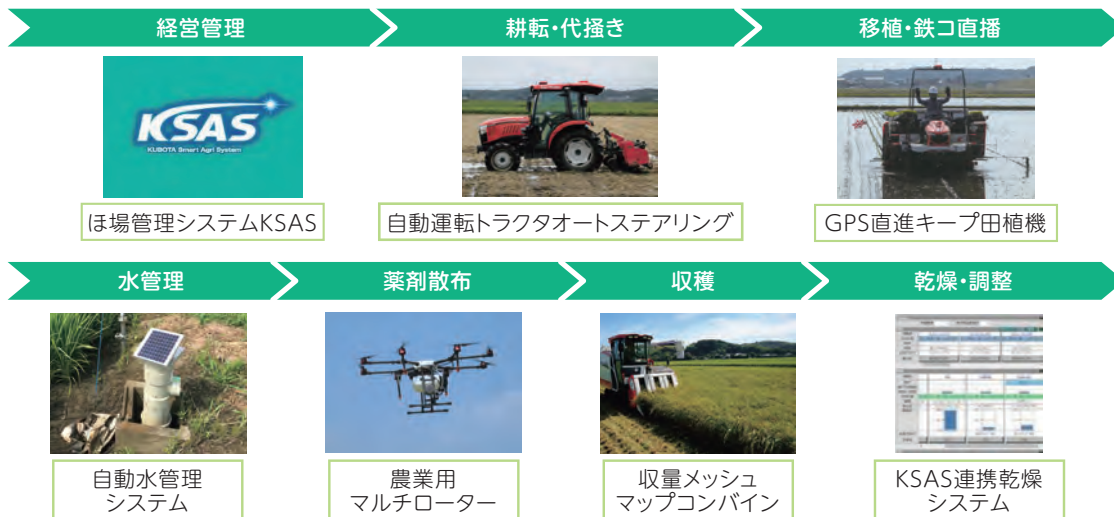 経営管理
耕転・代掻き
移植・鉄コ直播
KSAS
KUBOTA Smart Agri System
ほ場管理システムKSAS
自動運転トラクタオートステアリング
GPS直進キープ田植機
水管理
薬剤散布
収穫
乾燥・調整
自動水管理
システム
農業用
マルチローター
収量メッシュ
マップコンバイン
KSAS連携乾燥
システム